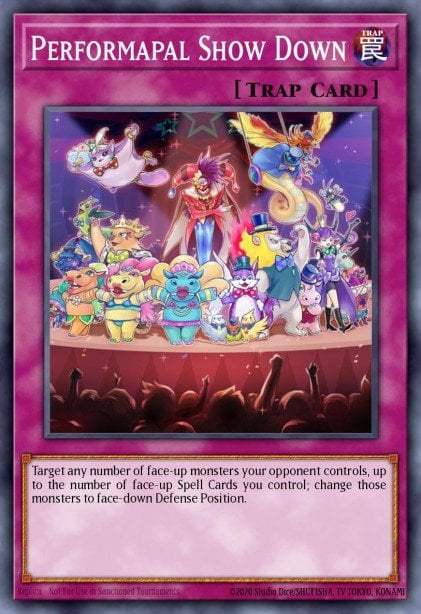 PERFORMAPAL SHOW DOWN
TRAP
罠
[TRAP CARD]
Target any number of face-up monsters your opponent controls, up
to the number of face-up Spell Cards you control; change those
monsters to face-down Defense Position.
Replica - Not For Use in Sanctioned Tournaments
©2020 Studio Dice/SHUEISHA, TV TOKYO, KONAMI